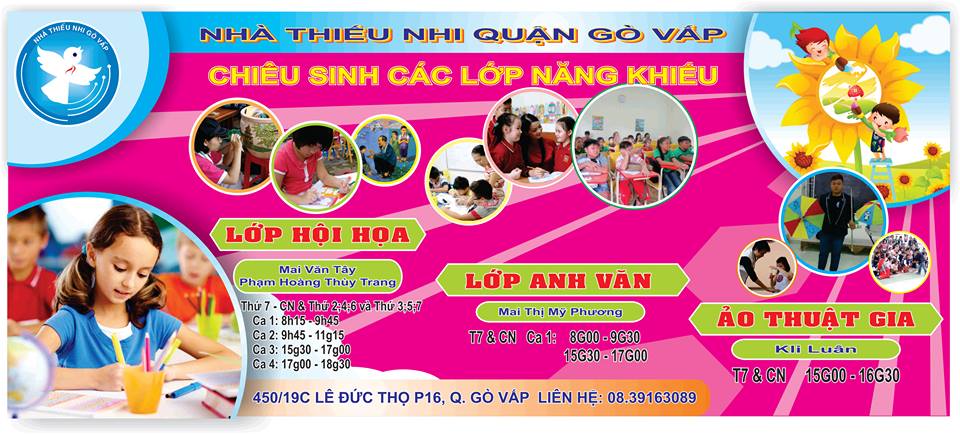 NHÀ THIẾU NHI GÒ VẤP
NHÀ THIẾU NHI QUẬN GÒ VẤP
CHIÊU SINH CÁC LỚP NĂNG KHIẾU
LỚP HỘI HỌA
Mai Văn Tây
Phạm Hoàng Thùy Trang
Thứ 7 - CN & Thứ 2;4;6 và Thứ 3;5;7
Ca 1: 8h15 - 9h45
Ca 2: 9h45 - 11g15
Ca 3: 15g30 - 17g00
Ca 4: 17g00 - 18g30
LỚP ANH VĂN
Mai Thị Mỹ Phương
T7 & CN Ca 1: 8G00 - 9G30
15G30 - 17G00
ẢO THUẬT GIA
Kli Luân
T7 & CN 15G00 - 16G30
450/19C LÊ ĐỨC THỌ P16, Q. GÒ VẤP LIÊN HỆ: 08.39163089